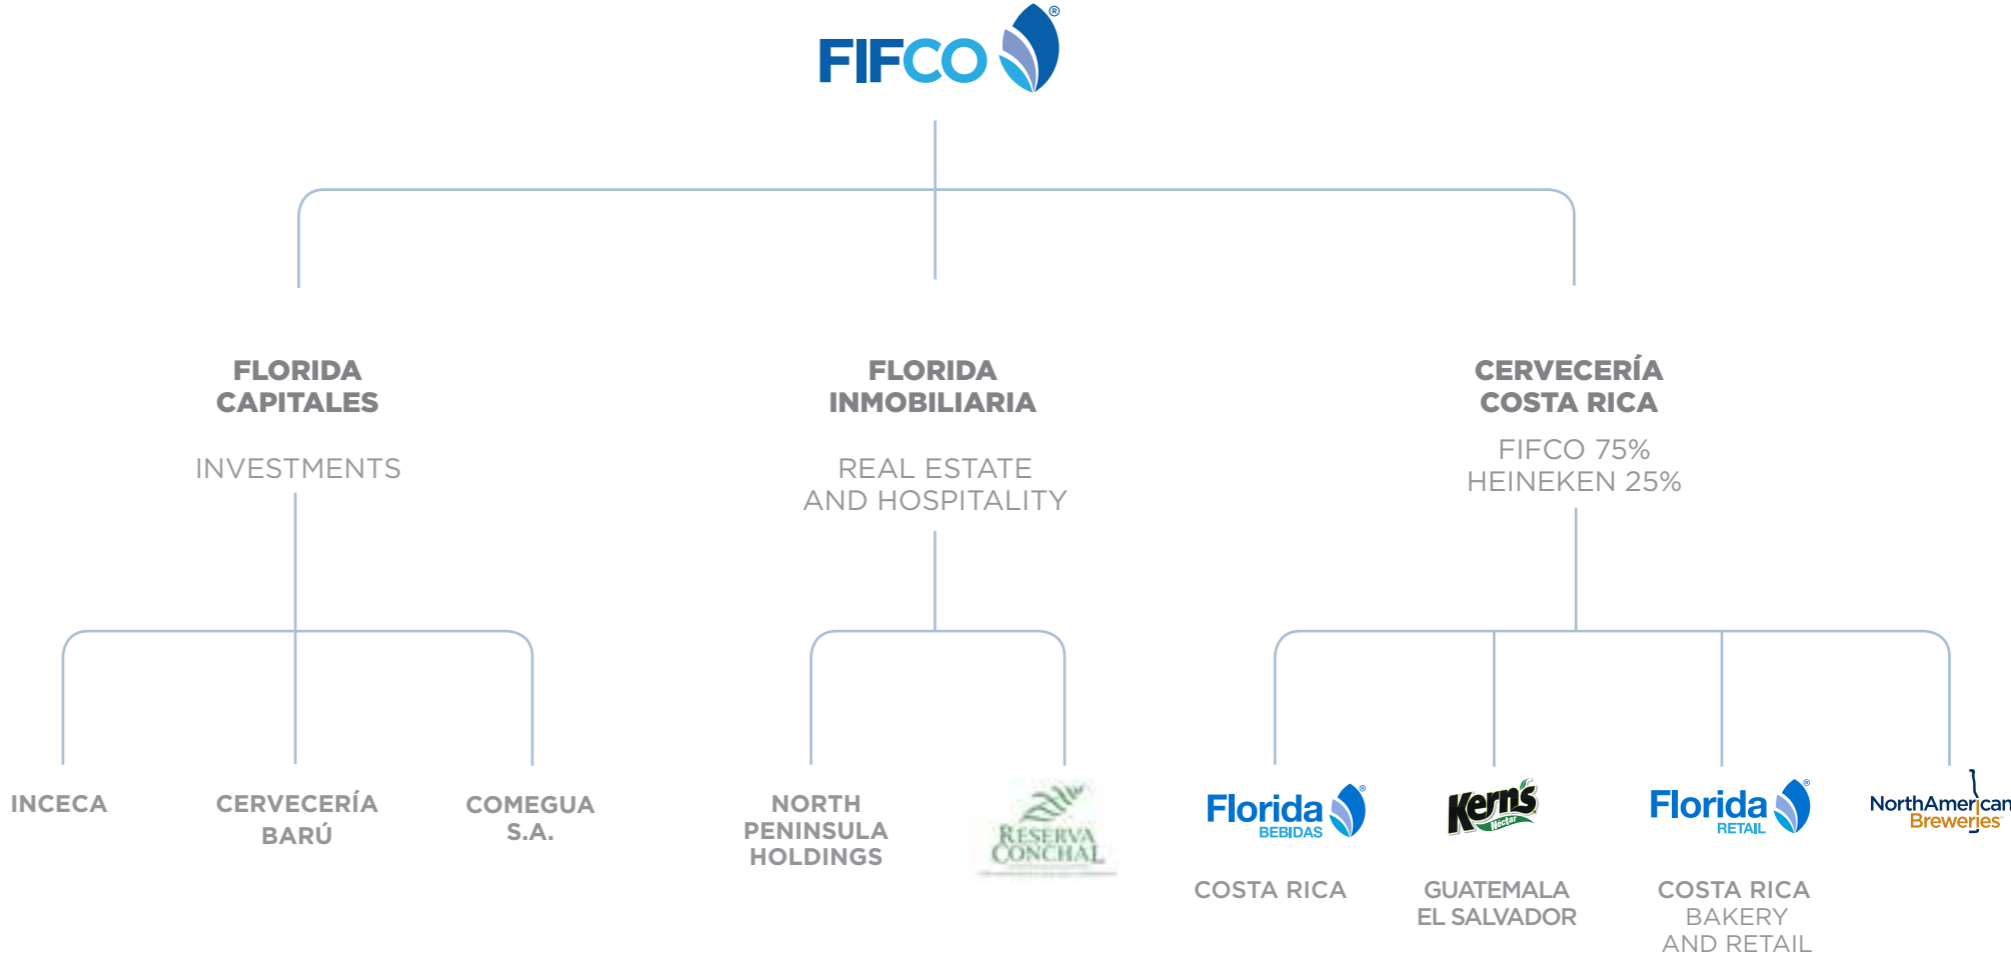 FIFCO
FLORIDA
CAPITALES
INVESTMENTS
FLORIDA
INMOBILIARIA
REAL ESTATE
AND HOSPITALITY
CERVECERÍA
COSTA RICA
FIFCO 75%
HEINEKEN 25%
INCECA
CERVECERÍA
BARÚ
COMEGUA
S.A.
NORTH
PENINSULA
HOLDINGS
RESERVA
CONCHAL
Florida
BEBIDAS
COSTA RICA
Kern's
Néctar
GUATEMALA
EL SALVADOR
Florida
RETAIL
COSTA RICA
BAKERY
AND RETAIL
NorthAmerican
Breweries